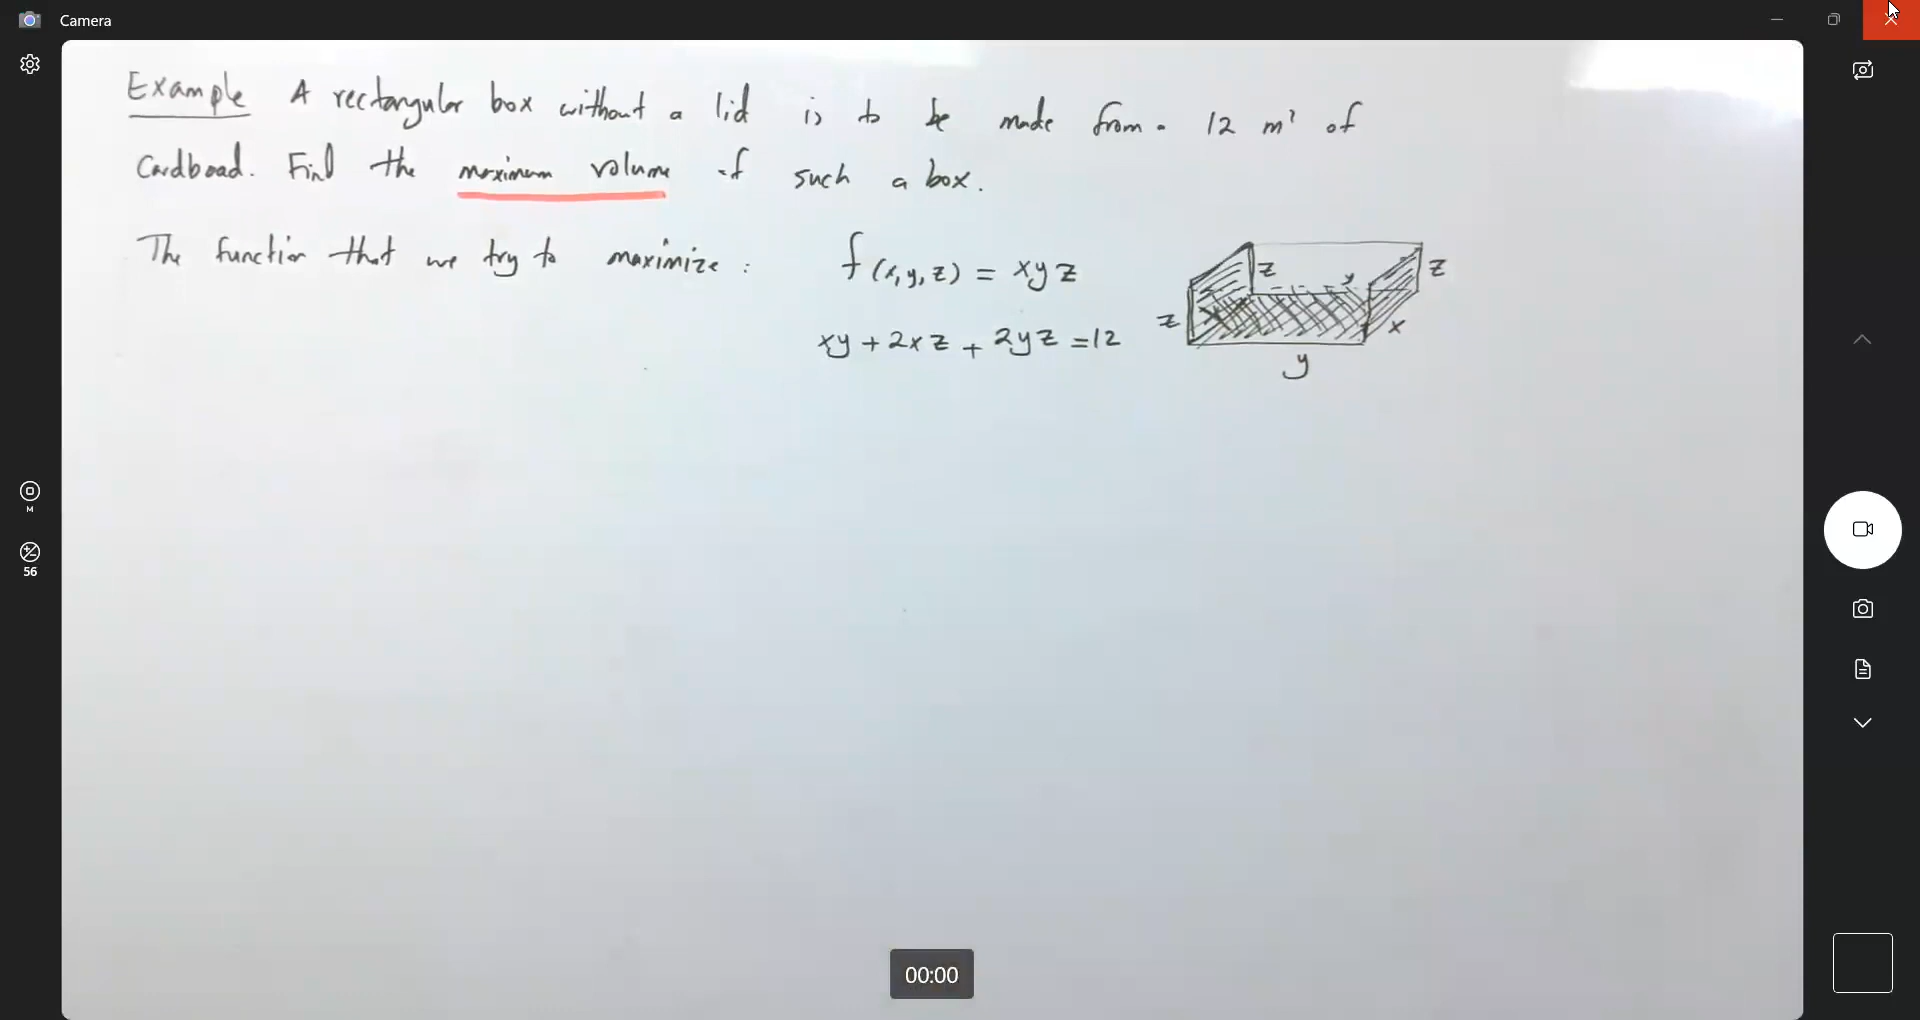 Camera
Example A rectangular box without a lid is to be made from a 12 m² of
Cardboad. Find the maximum volume of such a box.
The function that we try to maximize : f(x,y,z) = xyz
xy + 2xz + 2yz = 12
z
y
z
x
z
x
y
M
56
00:00